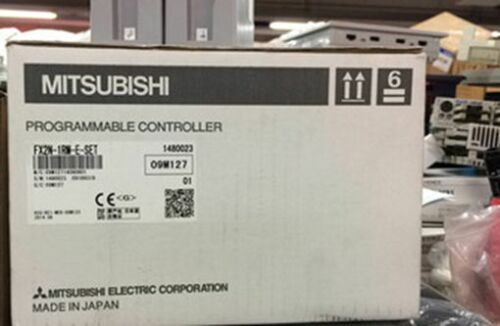 MITSUBISHI
6
PROGRAMMABLE CONTROLLER
FX2N-1RM-E-SET
1480023
09M127
01
CE
MITSUBISHI ELECTRIC CORPORATION
MADE IN JAPAN